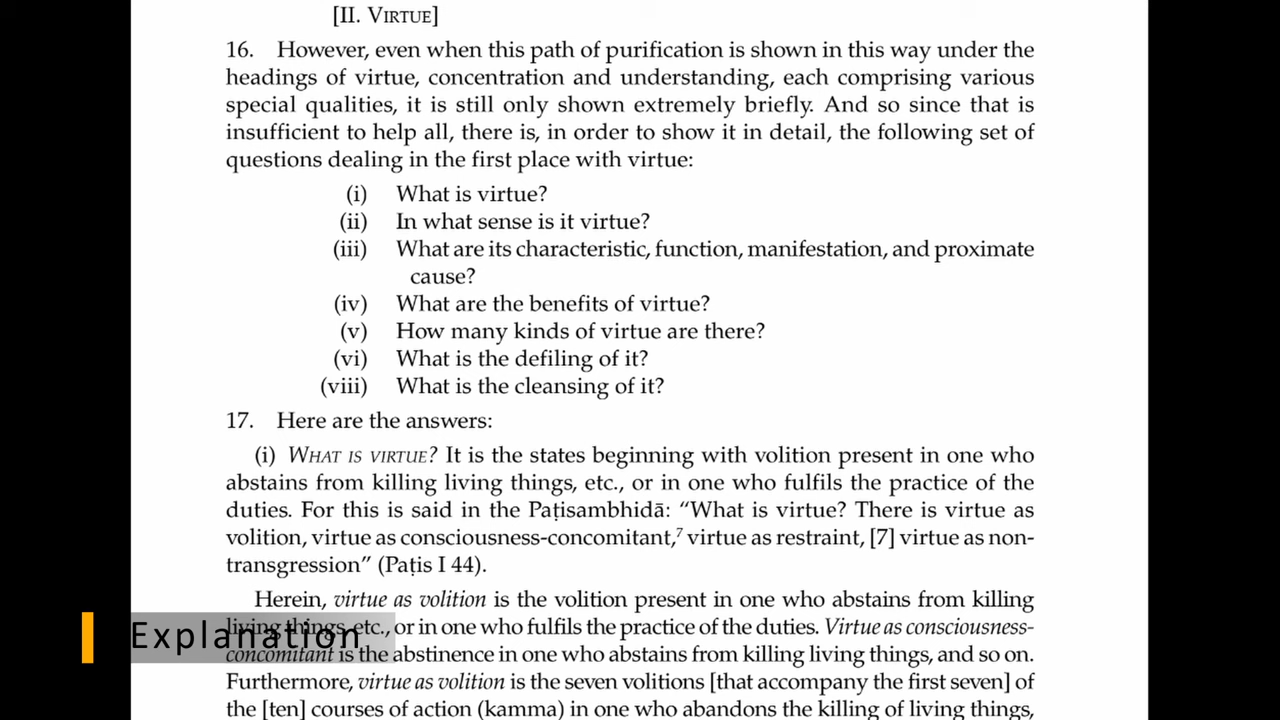 [II. VIRTUE]
16. However, even when this path of purification is shown in this way under the
headings of virtue, concentration and understanding, each comprising various
special qualities, it is still only shown extremely briefly. And so since that is
insufficient to help all, there is, in order to show it in detail, the following set of
questions dealing in the first place with virtue:
(i) What is virtue?
(ii) In what sense is it virtue?
(iii) What are its characteristic, function, manifestation, and proximate
cause?
(iv) What are the benefits of virtue?
(v) How many kinds of virtue are there?
(vi) What is the defiling of it?
(viii) What is the cleansing of it?
17. Here are the answers:
(i) WHAT IS VIRTUE? It is the states beginning with volition present in one who
abstains from killing living things, etc., or in one who fulfils the practice of the
duties. For this is said in the Paṭisambhidā: “What is virtue? There is virtue as
volition, virtue as consciousness-concomitant,⁷ virtue as restraint, [7] virtue as non-
transgression” (Paṭis I 44).
Herein, virtue as volition is the volition present in one who abstains from killing
living things, etc., or in one who fulfils the practice of the duties. Virtue as consciousness-
concomitant is the abstinence in one who abstains from killing living things, and so on.
Furthermore, virtue as volition is the seven volitions [that accompany the first seven] of
the [ten] courses of action (kamma) in one who abandons the killing of living things,
Explanation